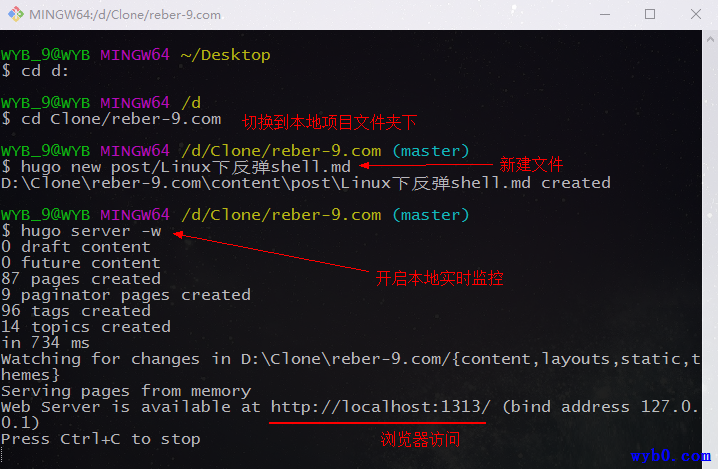 MINGW64:/d/Clone/reber-9.com
WYB_9@WYB MINGW64 ~/Desktop
$ cd d:
WYB_9@WYB MINGW64 /d
$ cd Clone/reber-9.com 切换到本地项目文件夹下
WYB_9@WYB MINGW64 /d/Clone/reber-9.com (master)
$ hugo new post/Linux下反弹shell.md 新建文件
D:\Clone\reber-9.com\content\post\Linux下反弹shell.md created
WYB_9@WYB MINGW64 /d/Clone/reber-9.com (master)
$ hugo server -w
0 draft content
0 future content
87 pages created 开启本地实时监控
9 paginator pages created
96 tags created
14 topics created
in 734 ms
Watching for changes in D:\Clone\reber-9.com/{content,layouts,static,t
hemes}
Serving pages from memory
Web Server is available at http://localhost:1313/ (bind address 127.0.
0.1)
Press Ctrl+C to stop 浏览器访问
wyb0.com